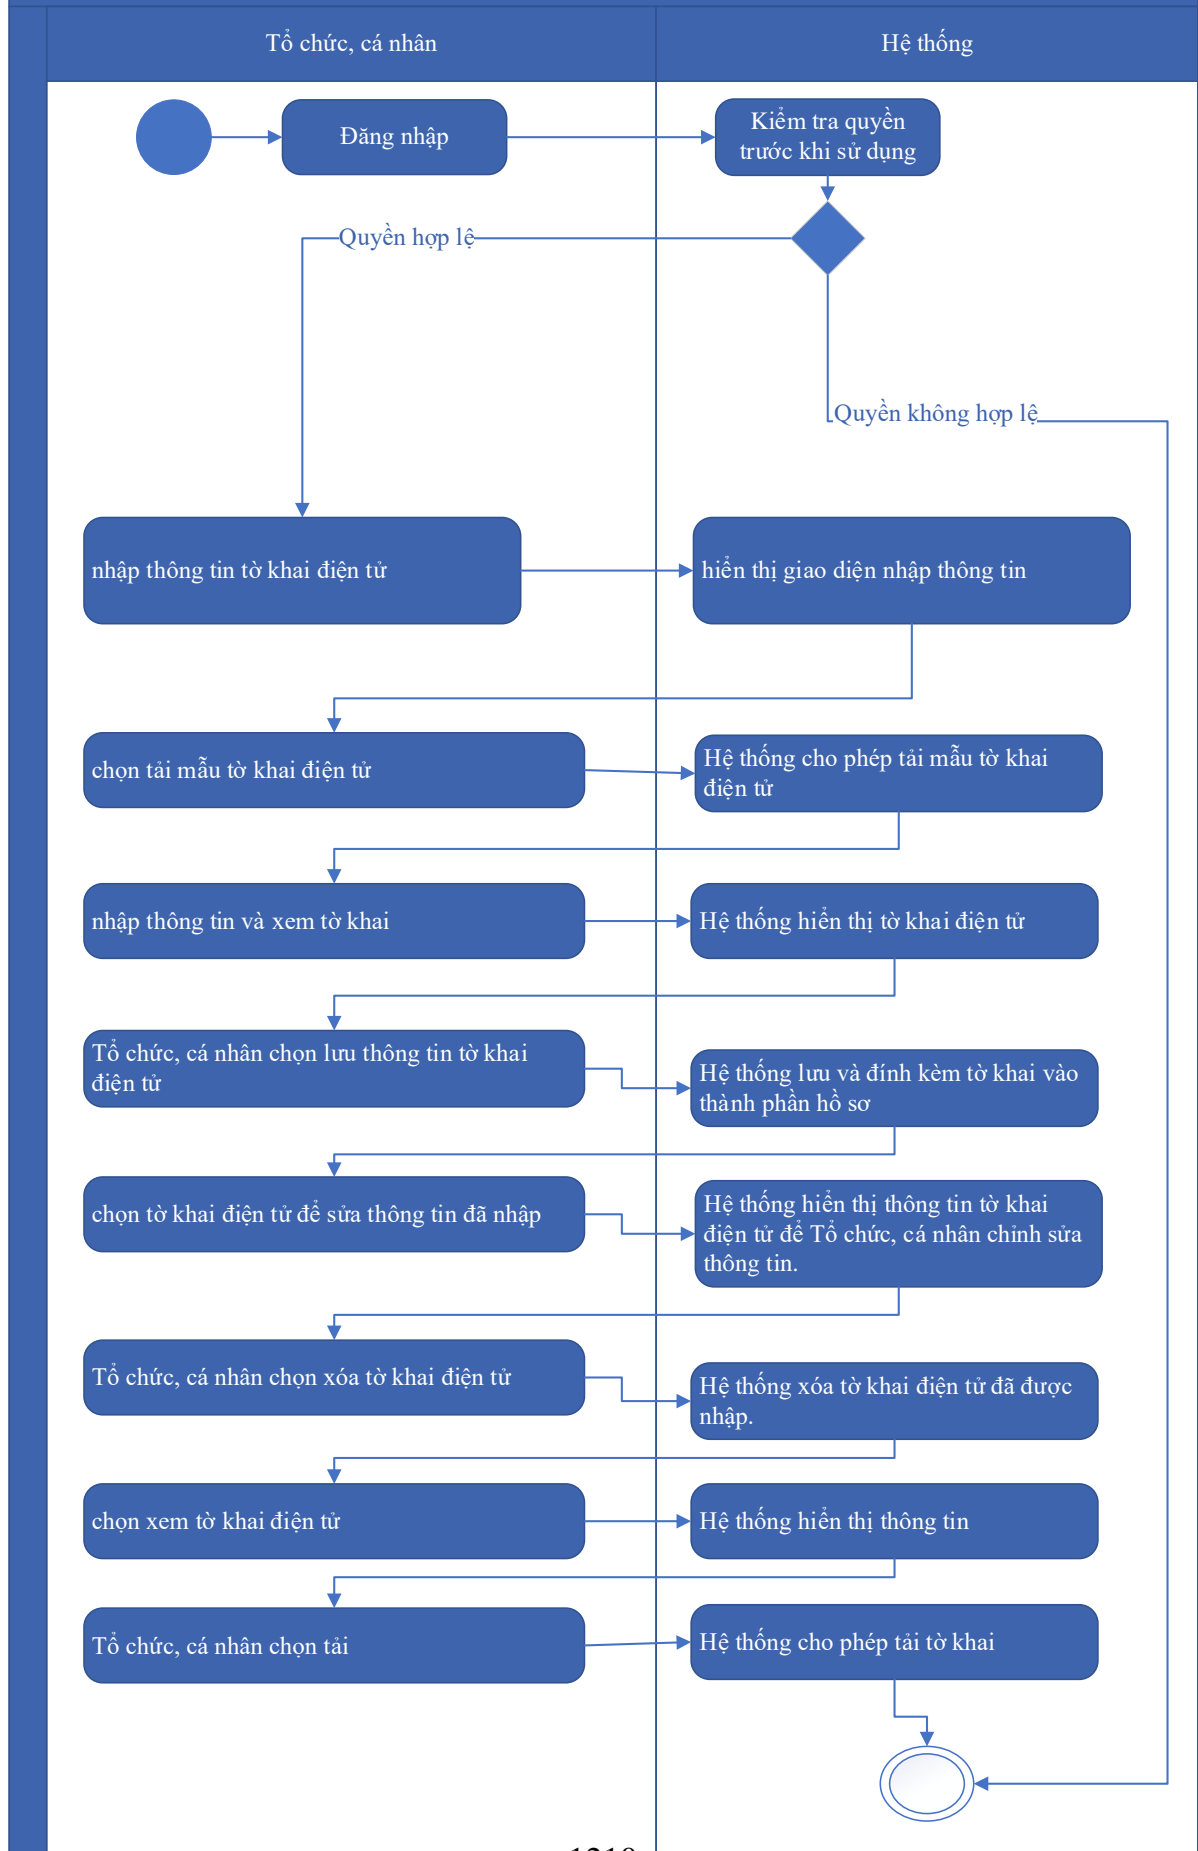 Tổ chức, cá nhân
Hệ thống
Đăng nhập
Kiểm tra quyền
trước khi sử dụng
Quyền hợp lệ
Quyền không hợp lệ
nhập thông tin tờ khai điện tử
hiển thị giao diện nhập thông tin
chọn tải mẫu tờ khai điện tử
Hệ thống cho phép tải mẫu tờ khai
điện tử
nhập thông tin và xem tờ khai
Hệ thống hiển thị tờ khai điện tử
Tổ chức, cá nhân chọn lưu thông tin tờ khai
điện tử
Hệ thống lưu và đính kèm tờ khai vào
thành phần hồ sơ
chọn tờ khai điện tử để sửa thông tin đã nhập
Hệ thống hiển thị thông tin tờ khai
điện tử để Tổ chức, cá nhân chỉnh sửa
thông tin.
Tổ chức, cá nhân chọn xóa tờ khai điện tử
Hệ thống xóa tờ khai điện tử đã được
nhập.
chọn xem tờ khai điện tử
Hệ thống hiển thị thông tin
Tổ chức, cá nhân chọn tải
Hệ thống cho phép tải tờ khai